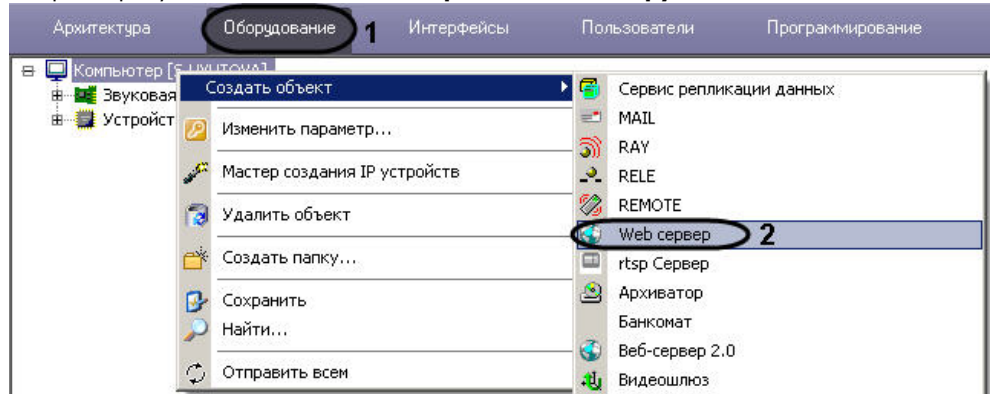 Архитектура Оборудование 1 Интерфейсы Пользователи Программирование
Компьютер
Звуковая
Устройст
Создать объект
Изменить параметр...
Мастер создания IP устройств
Удалить объект
Создать папку...
Сохранить
Найти...
Отправить всем
Сервис репликации данных
MAIL
RAY
RELE
REMOTE
Web сервер 2
rtsp Сервер
Архиватор
Банкомат
Веб-сервер 2.0
Видеошлюз